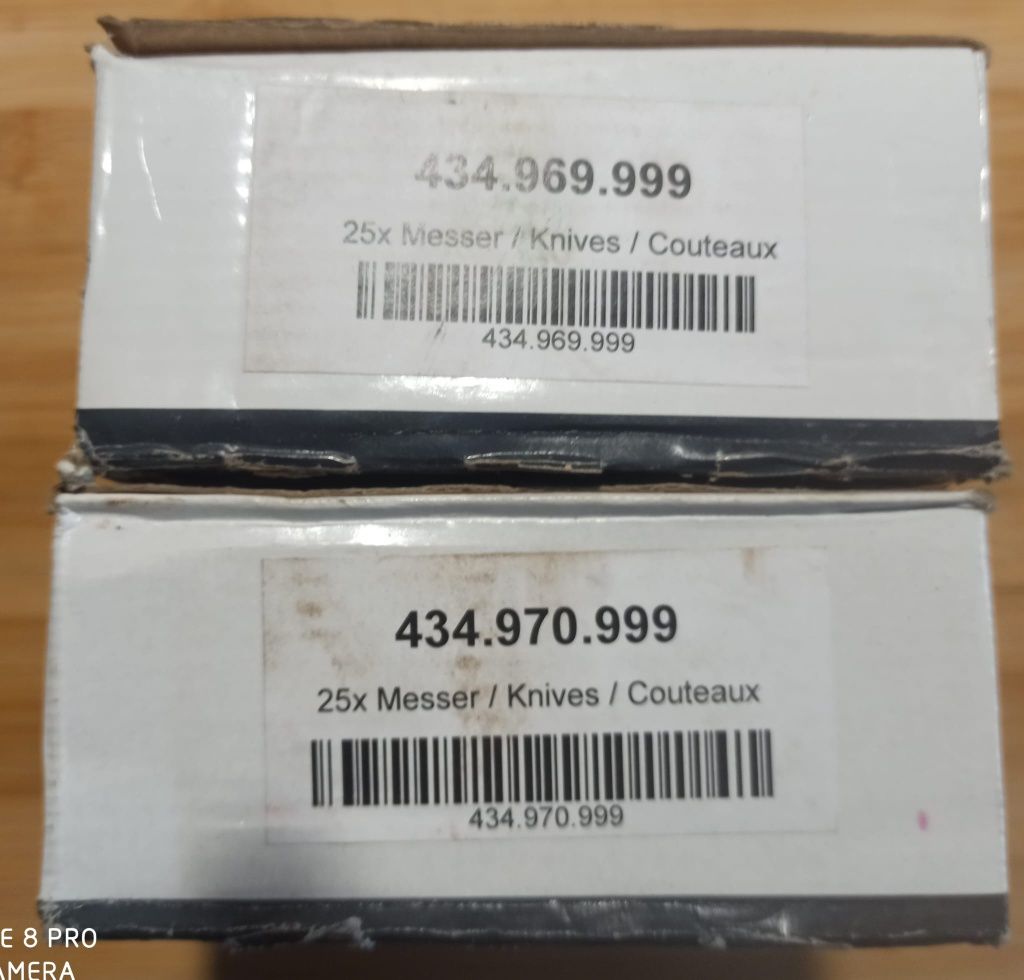 434.969.999
25x Messer / Knives / Couteaux
434.969.999
434.970.999
25x Messer / Knives / Couteaux
434.970.999
E 8 PRO
AMERA